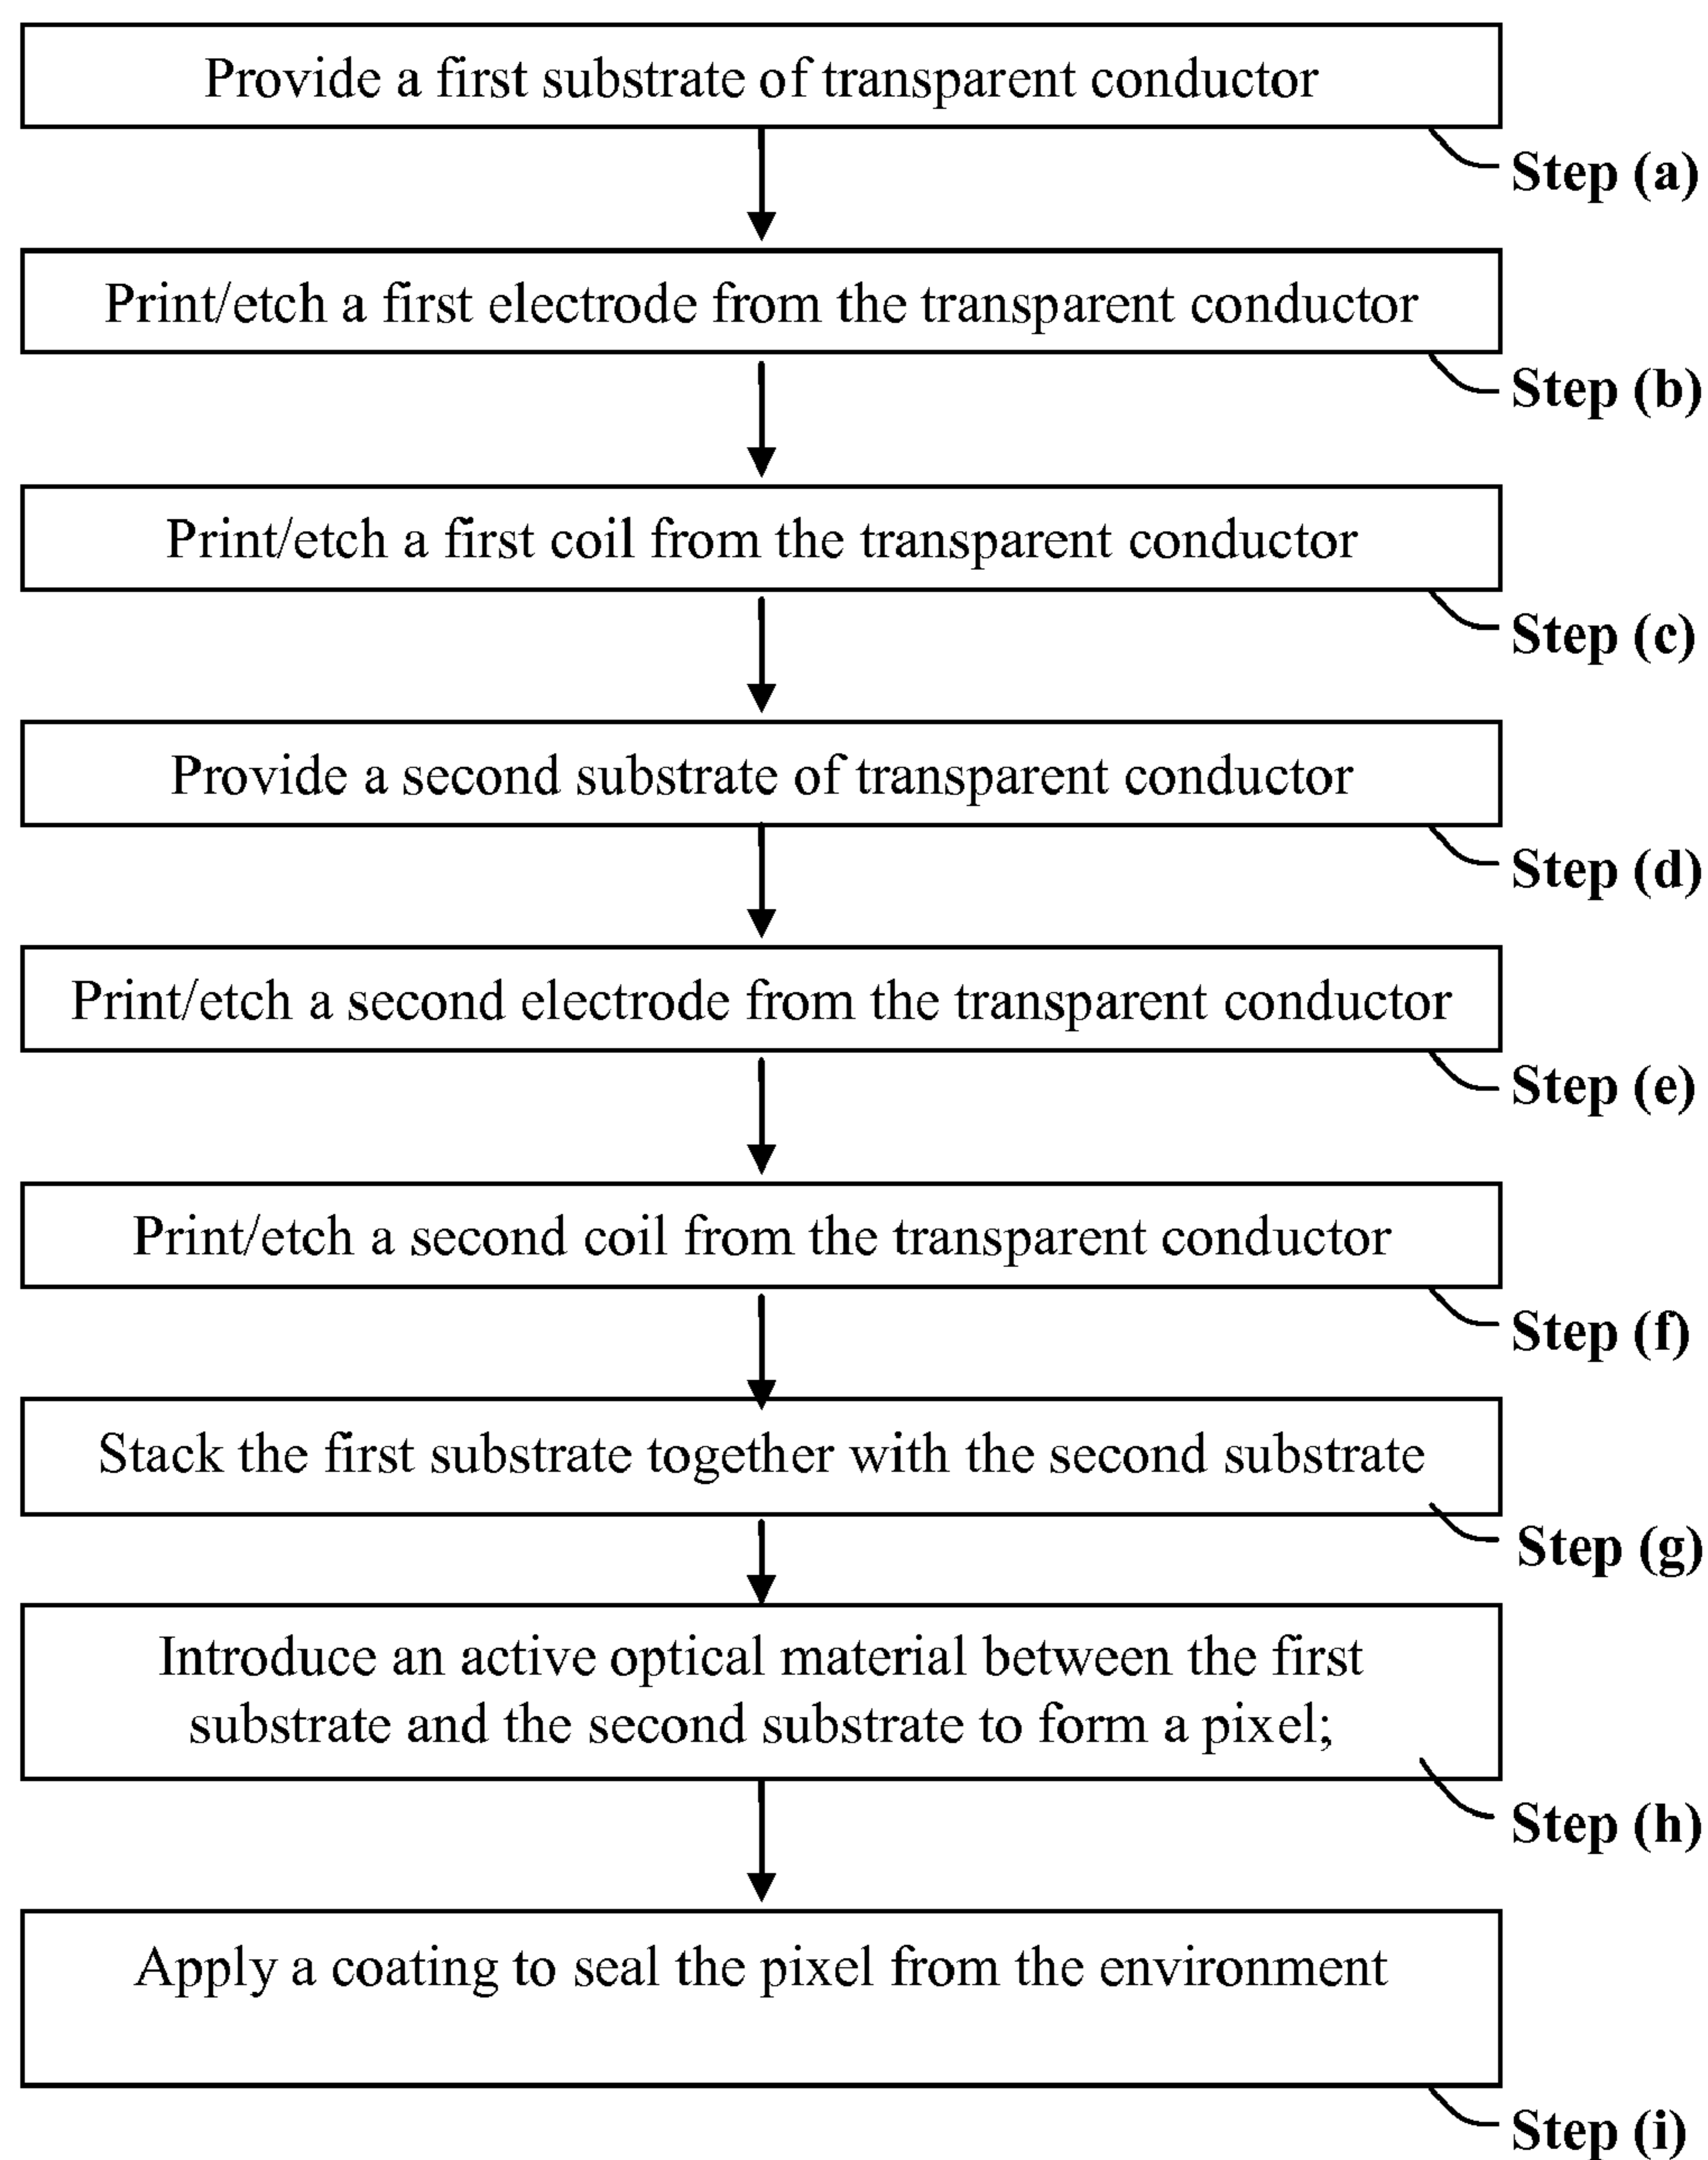 Provide a first substrate of transparent conductor
Step (a)
Print/etch a first electrode from the transparent conductor
Step (b)
Print/etch a first coil from the transparent conductor
Step (c)
Provide a second substrate of transparent conductor
Step (d)
Print/etch a second electrode from the transparent conductor
Step (e)
Print/etch a second coil from the transparent conductor
Step (f)
Stack the first substrate together with the second substrate
Step (g)
Introduce an active optical material between the first
substrate and the second substrate to form a pixel;
Step (h)
Apply a coating to seal the pixel from the environment
Step (i)